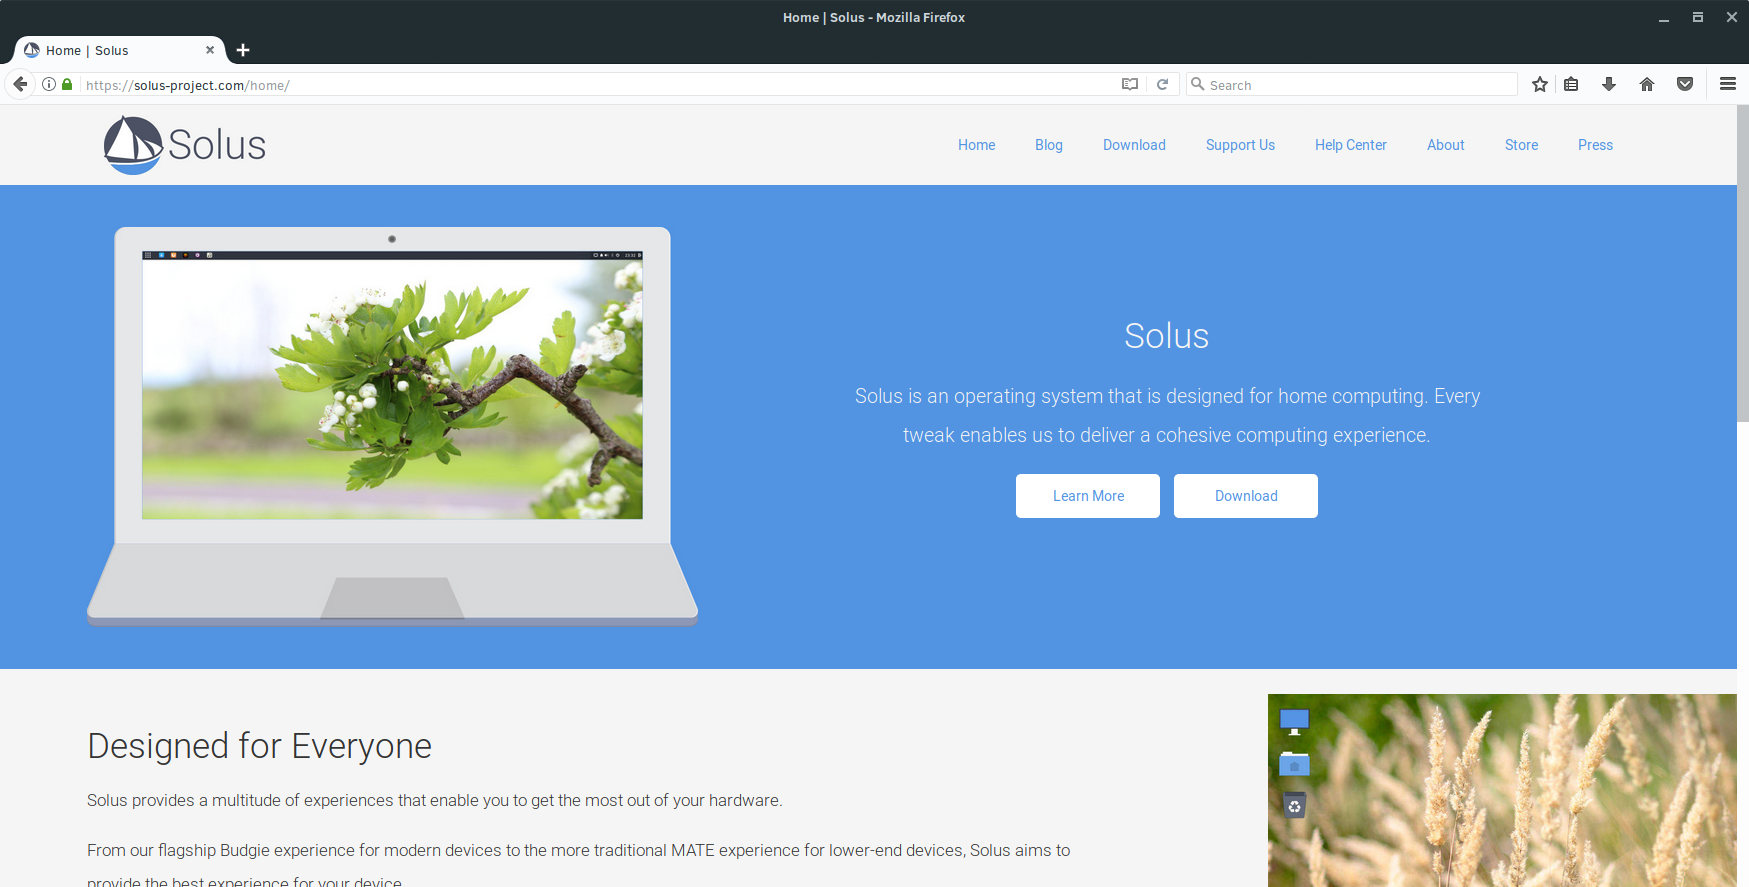 Home | Solus - Mozilla Firefox
Home | Solus
https://solus-project.com/home/
Search
Solus
Home Blog Download Support Us Help Center About Store Press
Solus
Solus is an operating system that is designed for home computing. Every
tweak enables us to deliver a cohesive computing experience.
Learn More Download
Designed for Everyone
Solus provides a multitude of experiences that enable you to get the most out of your hardware.
From our flagship Budgie experience for modern devices to the more traditional MATE experience for lower-end devices, Solus aims to
provide the best experience for your device